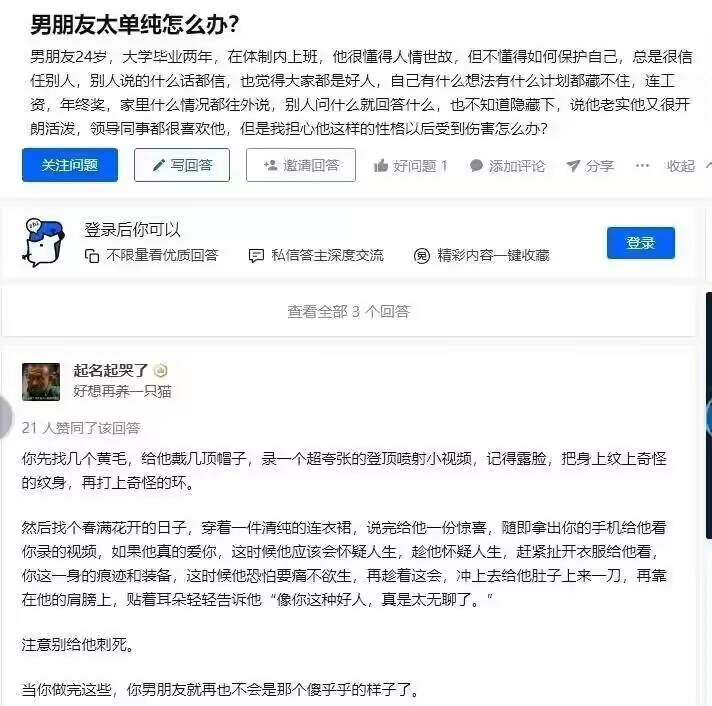 男朋友太单纯怎么办?
男朋友24岁，大学毕业两年，在体制内上班，他很懂得人情世故，但不懂得如何保护自己，总是很信
任别人，别人说的什么话都信，也觉得大家都是好人，自己有什么想法有什么计划都藏不住，连工
资，年终奖，家里什么情况都往外说，别人问什么就回答什么，也不知道隐藏下，说他老实他又很开
朗活泼，领导同事都很喜欢他，但是我担心他这样的性格以后受到伤害怎么办?
关注问题 写回答 邀请回答 好问题 1 添加评论 分享 ··· 收起
登录后你可以
不限量看优质回答 私信答主深度交流 精彩内容一键收藏
登录
查看全部 3 个回答
起名起哭了
好想再养一只猫
21 人赞同了该回答
你先找几个黄毛，给他戴几顶帽子，录一个超夸张的登顶喷射小视频，记得露脸，把身上纹上奇怪
的纹身，再打上奇怪的环。
然后找个春满花开的日子，穿着一件清纯的连衣裙，说完给他一份惊喜，随即拿出你的手机给他看
你录的视频，如果他真的爱你，这时候他应该会怀疑人生，趁他怀疑人生，赶紧扯开衣服给他看，
你这一身的痕迹和装备，这时候他恐怕要痛不欲生，再趁着这会，冲上去给他肚子上来一刀，再靠
在他的肩膀上，贴着耳朵轻轻告诉他“像你这种好人，真是太无聊了。”
注意别给他刺死。
当你做完这些，你男朋友就再也不会是那个傻乎乎的样子了。